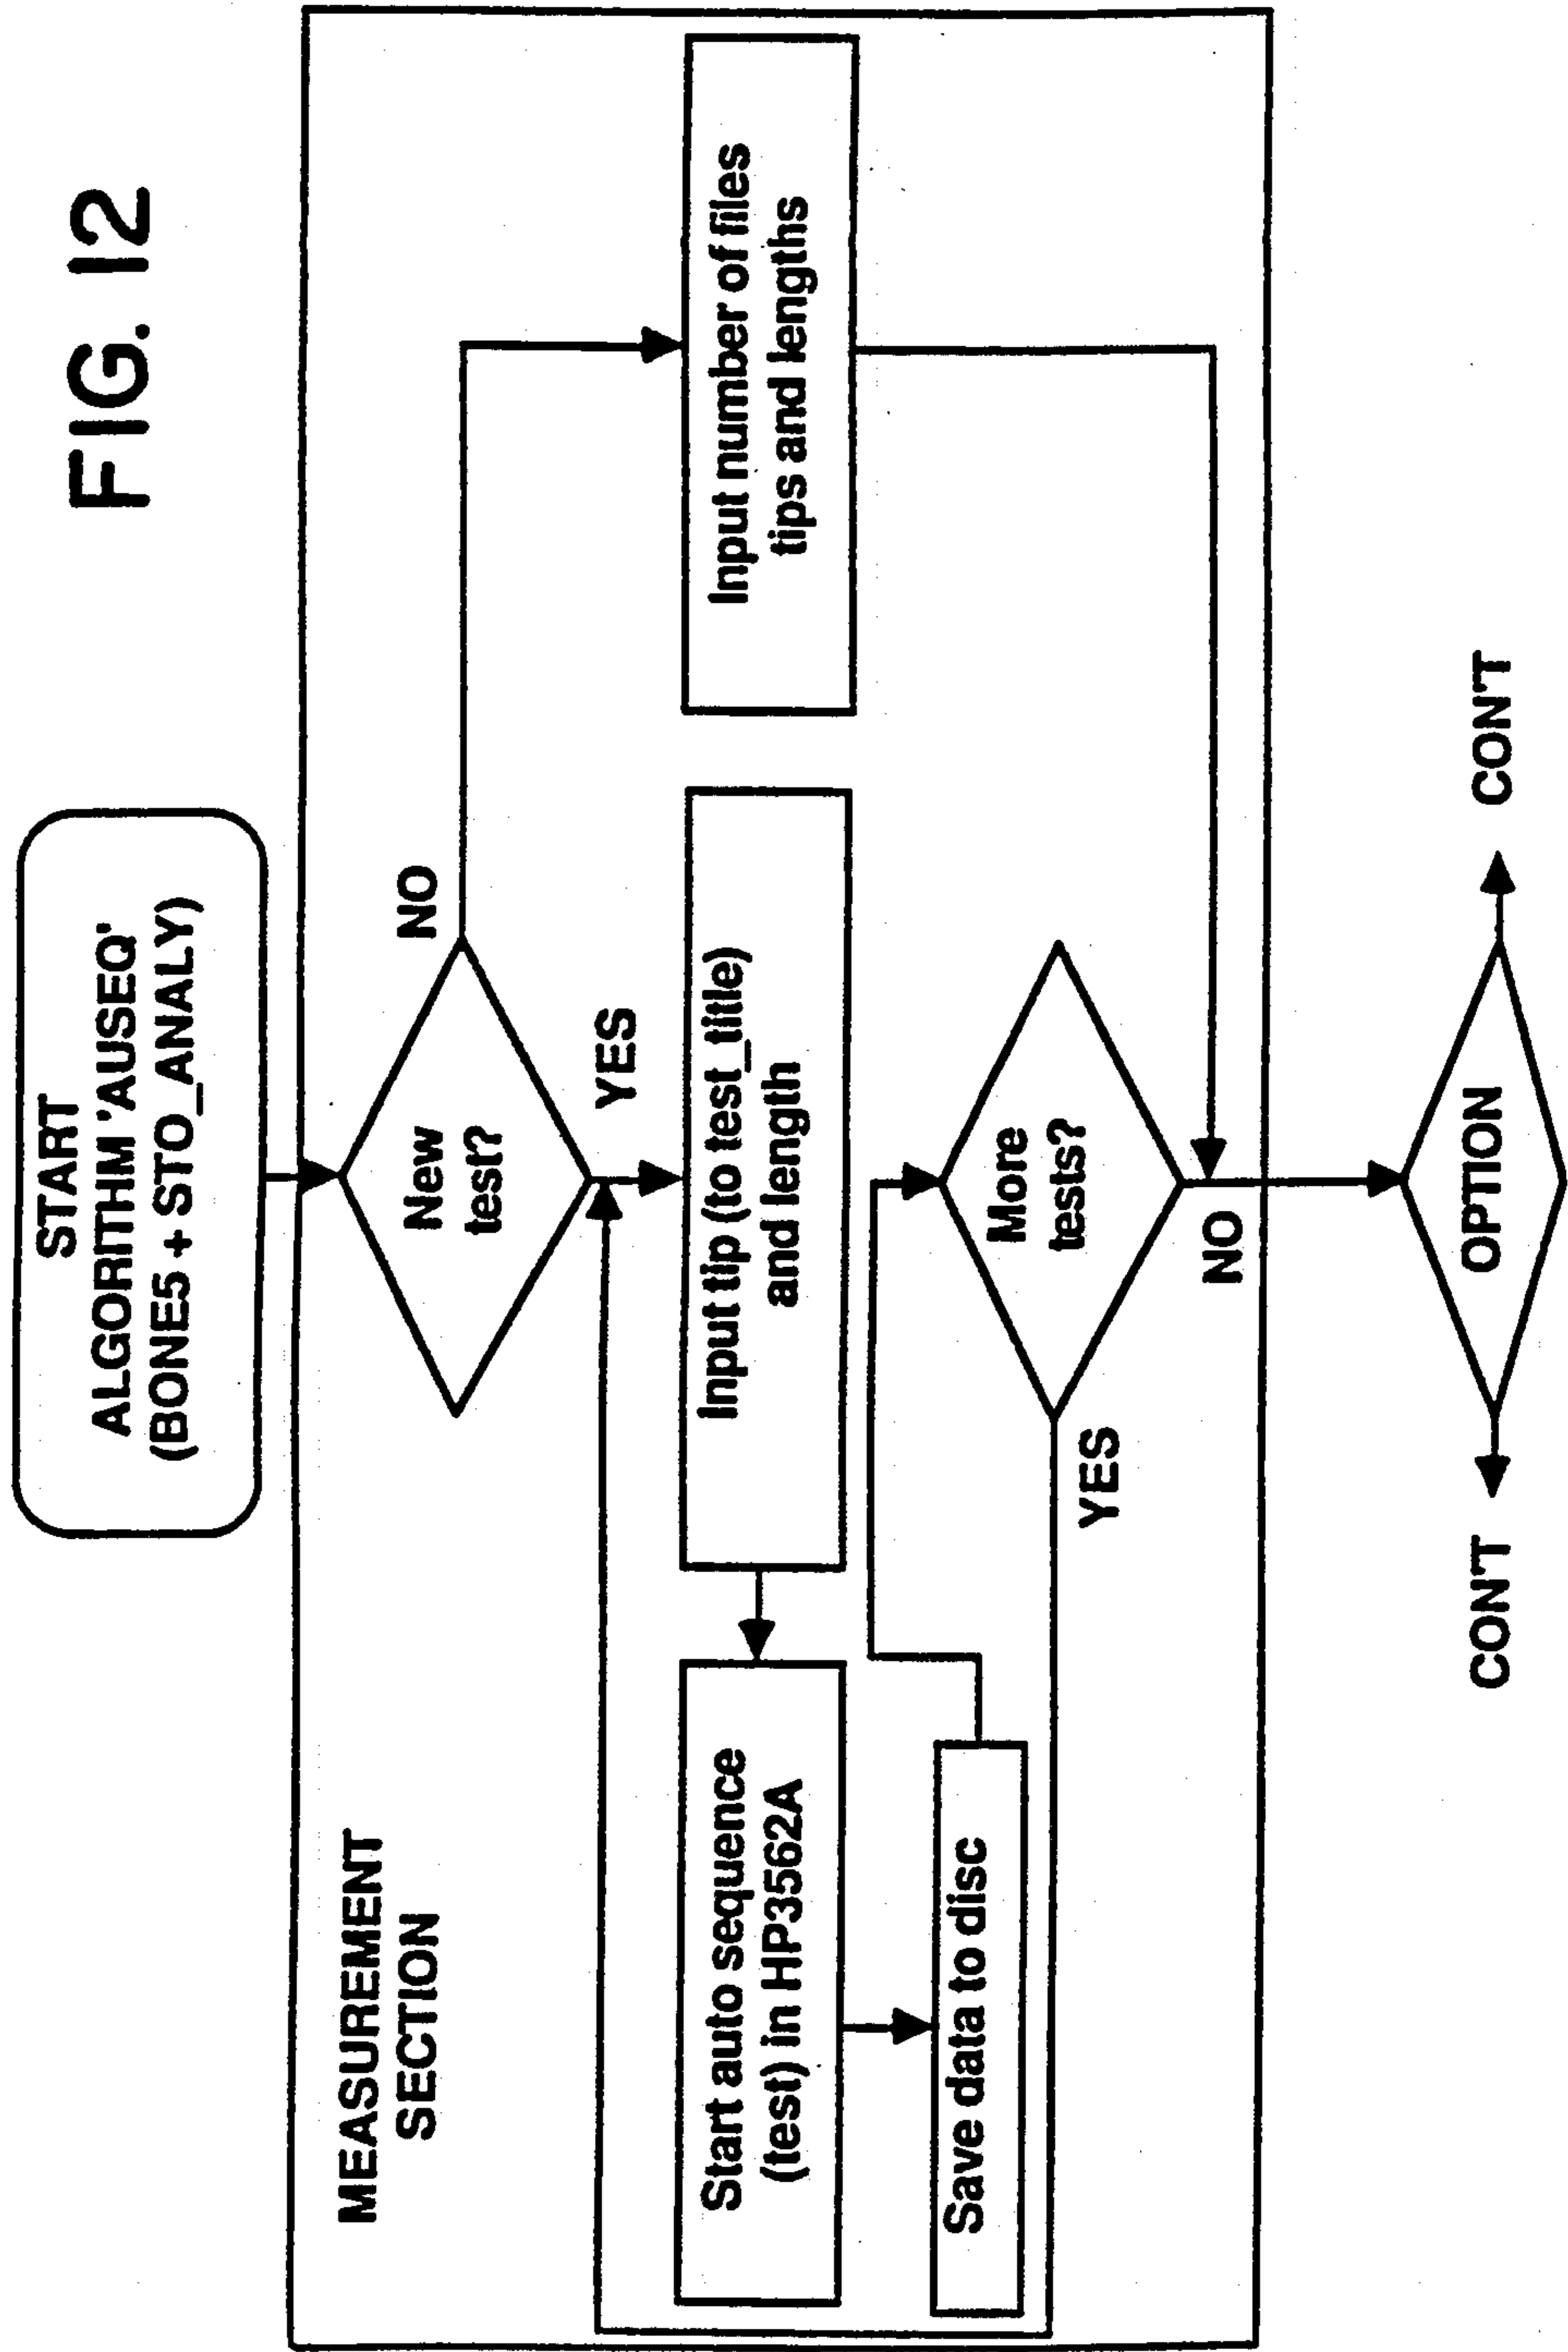 FIG. 12
START
ALGORITHM 'AUSEQ'
(BONE5 + STO_ANALY)
MEASUREMENT
SECTION
New
test?
NO
YES
Start auto sequence
(test) in HP3562A
Input tip (to test_title)
and length
Input number of files
tips and lengths
Save data to disc
More
tests?
YES
NO
CON'T
OPTION
CON'T